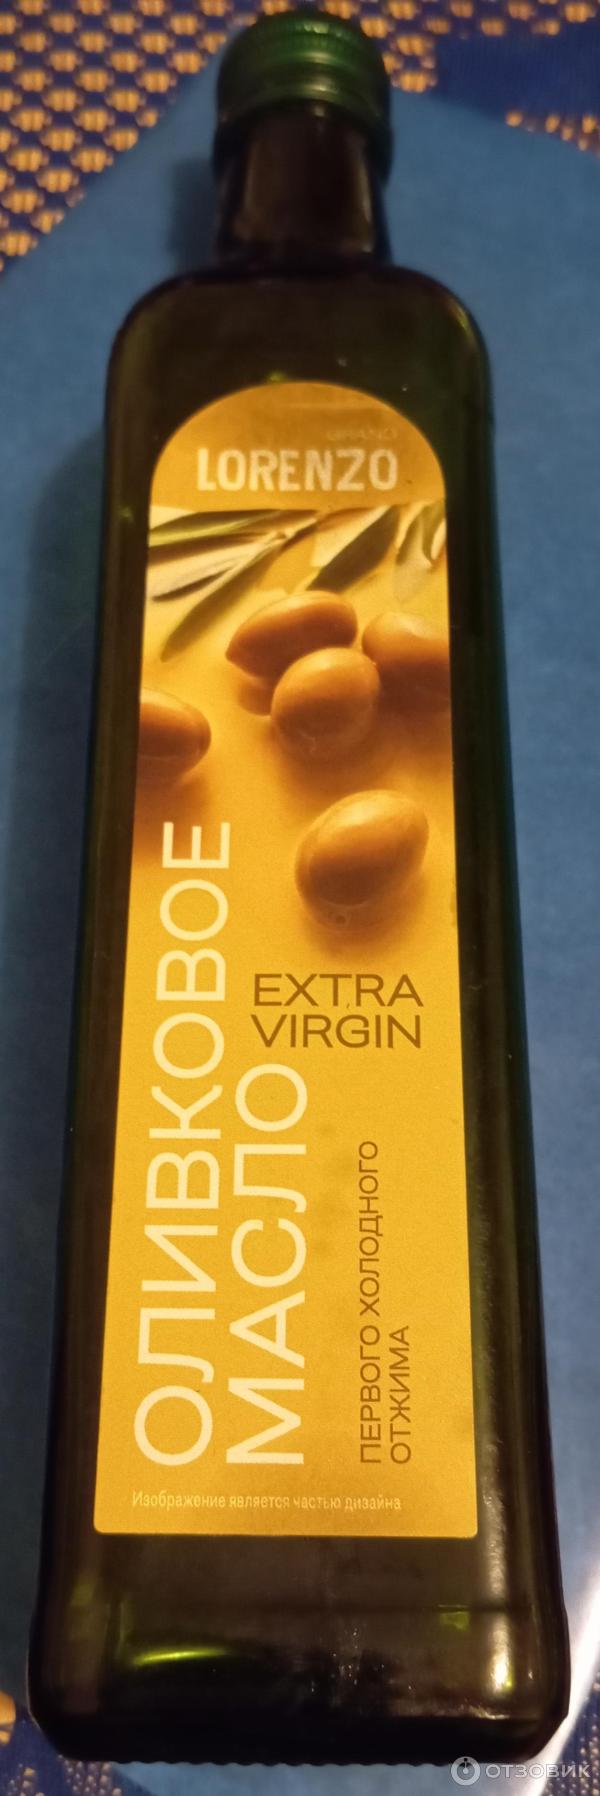 GRAND
LORENZO
EXTRA
VIRGIN
ОЛИВКОВОЕ
МАСЛО
ПЕРВОГО ХОЛОДНОГО
ОТЖИМА
Изображение является частью дизайна
ОТЗОВИК